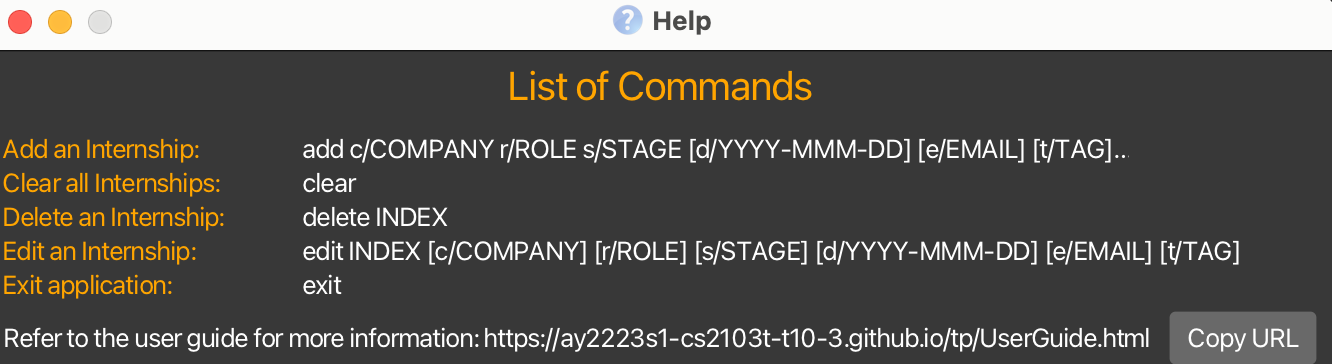 Help
List of Commands
Add an Internship: add c/COMPANY r/ROLE s/STAGE [d/YYYY-MMM-DD] [e/EMAIL] [t/TAG]...
Clear all Internships: clear
Delete an Internship: delete INDEX
Edit an Internship: edit INDEX [c/COMPANY] [r/ROLE] [s/STAGE] [d/YYYY-MMM-DD] [e/EMAIL] [t/TAG]
Exit application: exit
Refer to the user guide for more information: https://ay2223s1-cs2103t-t10-3.github.io/tp/UserGuide.html Copy URL